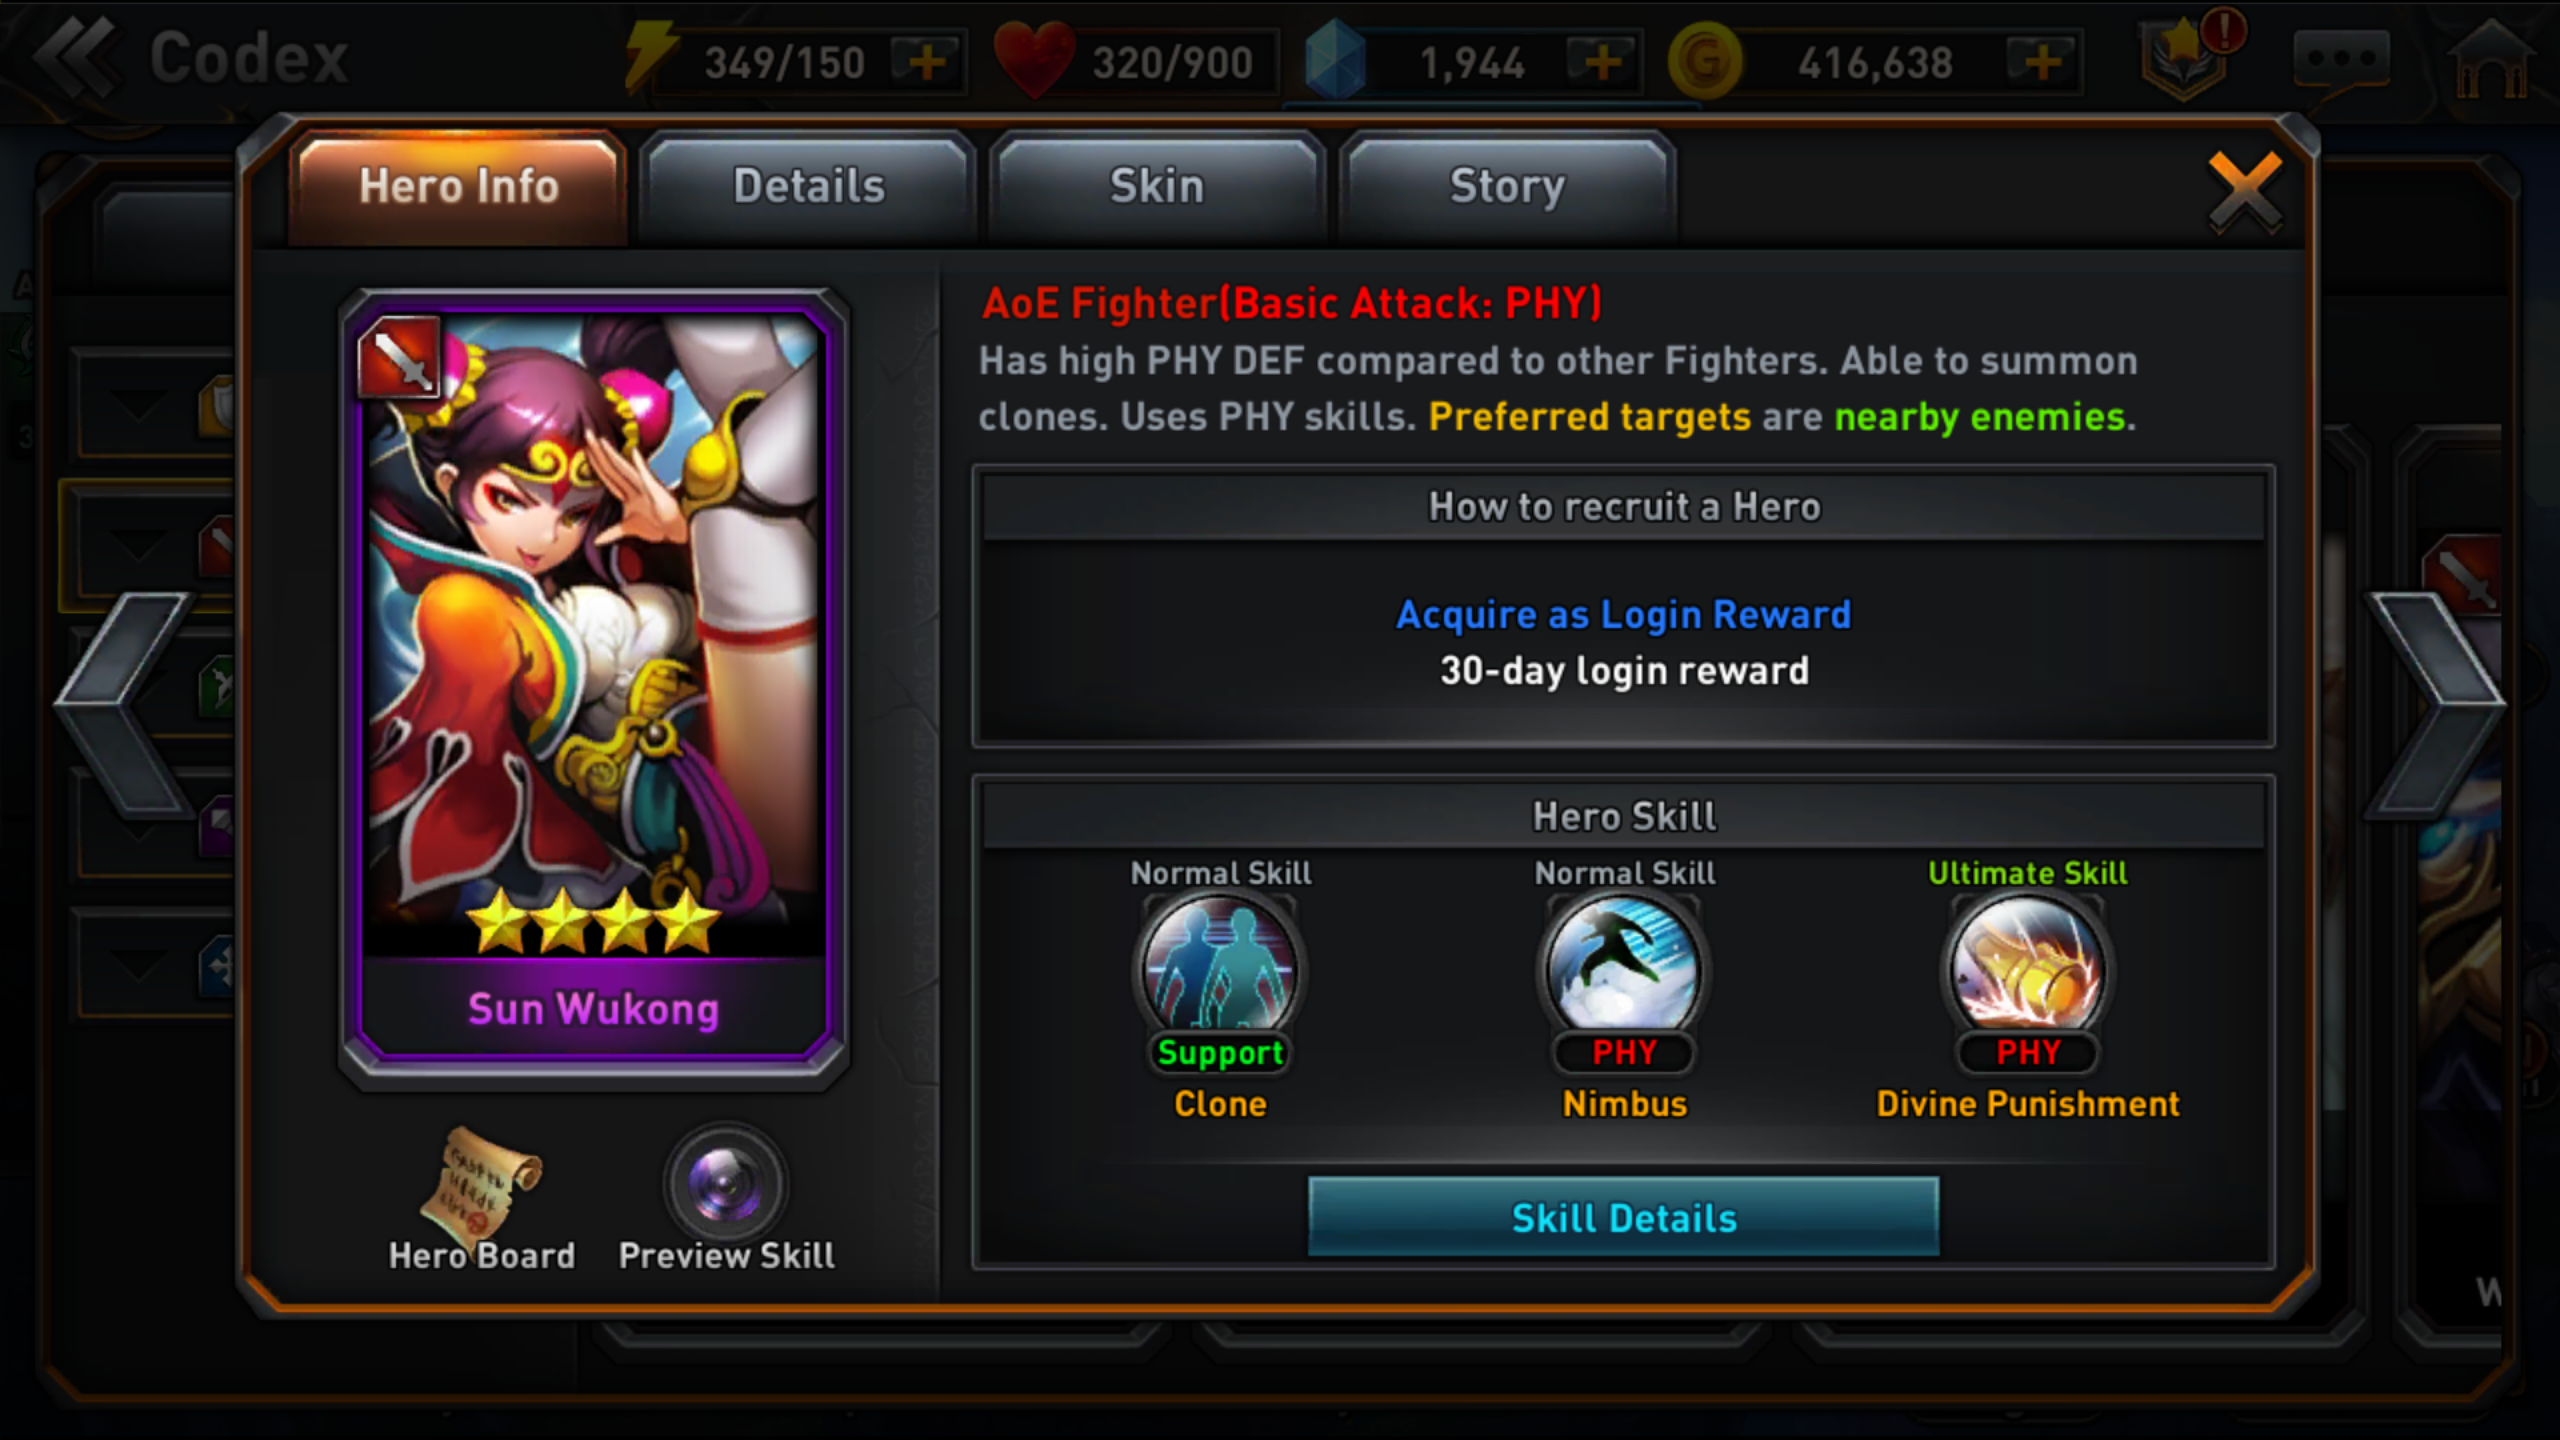 Codex
349/150
320/900
1,944
416,638
Hero Info
Details
Skin
Story
AoE Fighter(Basic Attack: PHY)
Has high PHY DEF compared to other Fighters. Able to summon
clones. Uses PHY skills. Preferred targets are nearby enemies.
How to recruit a Hero
Acquire as Login Reward
30-day login reward
Hero Skill
Normal Skill
Normal Skill
Ultimate Skill
Support
PHY
PHY
Clone
Nimbus
Divine Punishment
Skill Details
Sun Wukong
Hero Board
Preview Skill